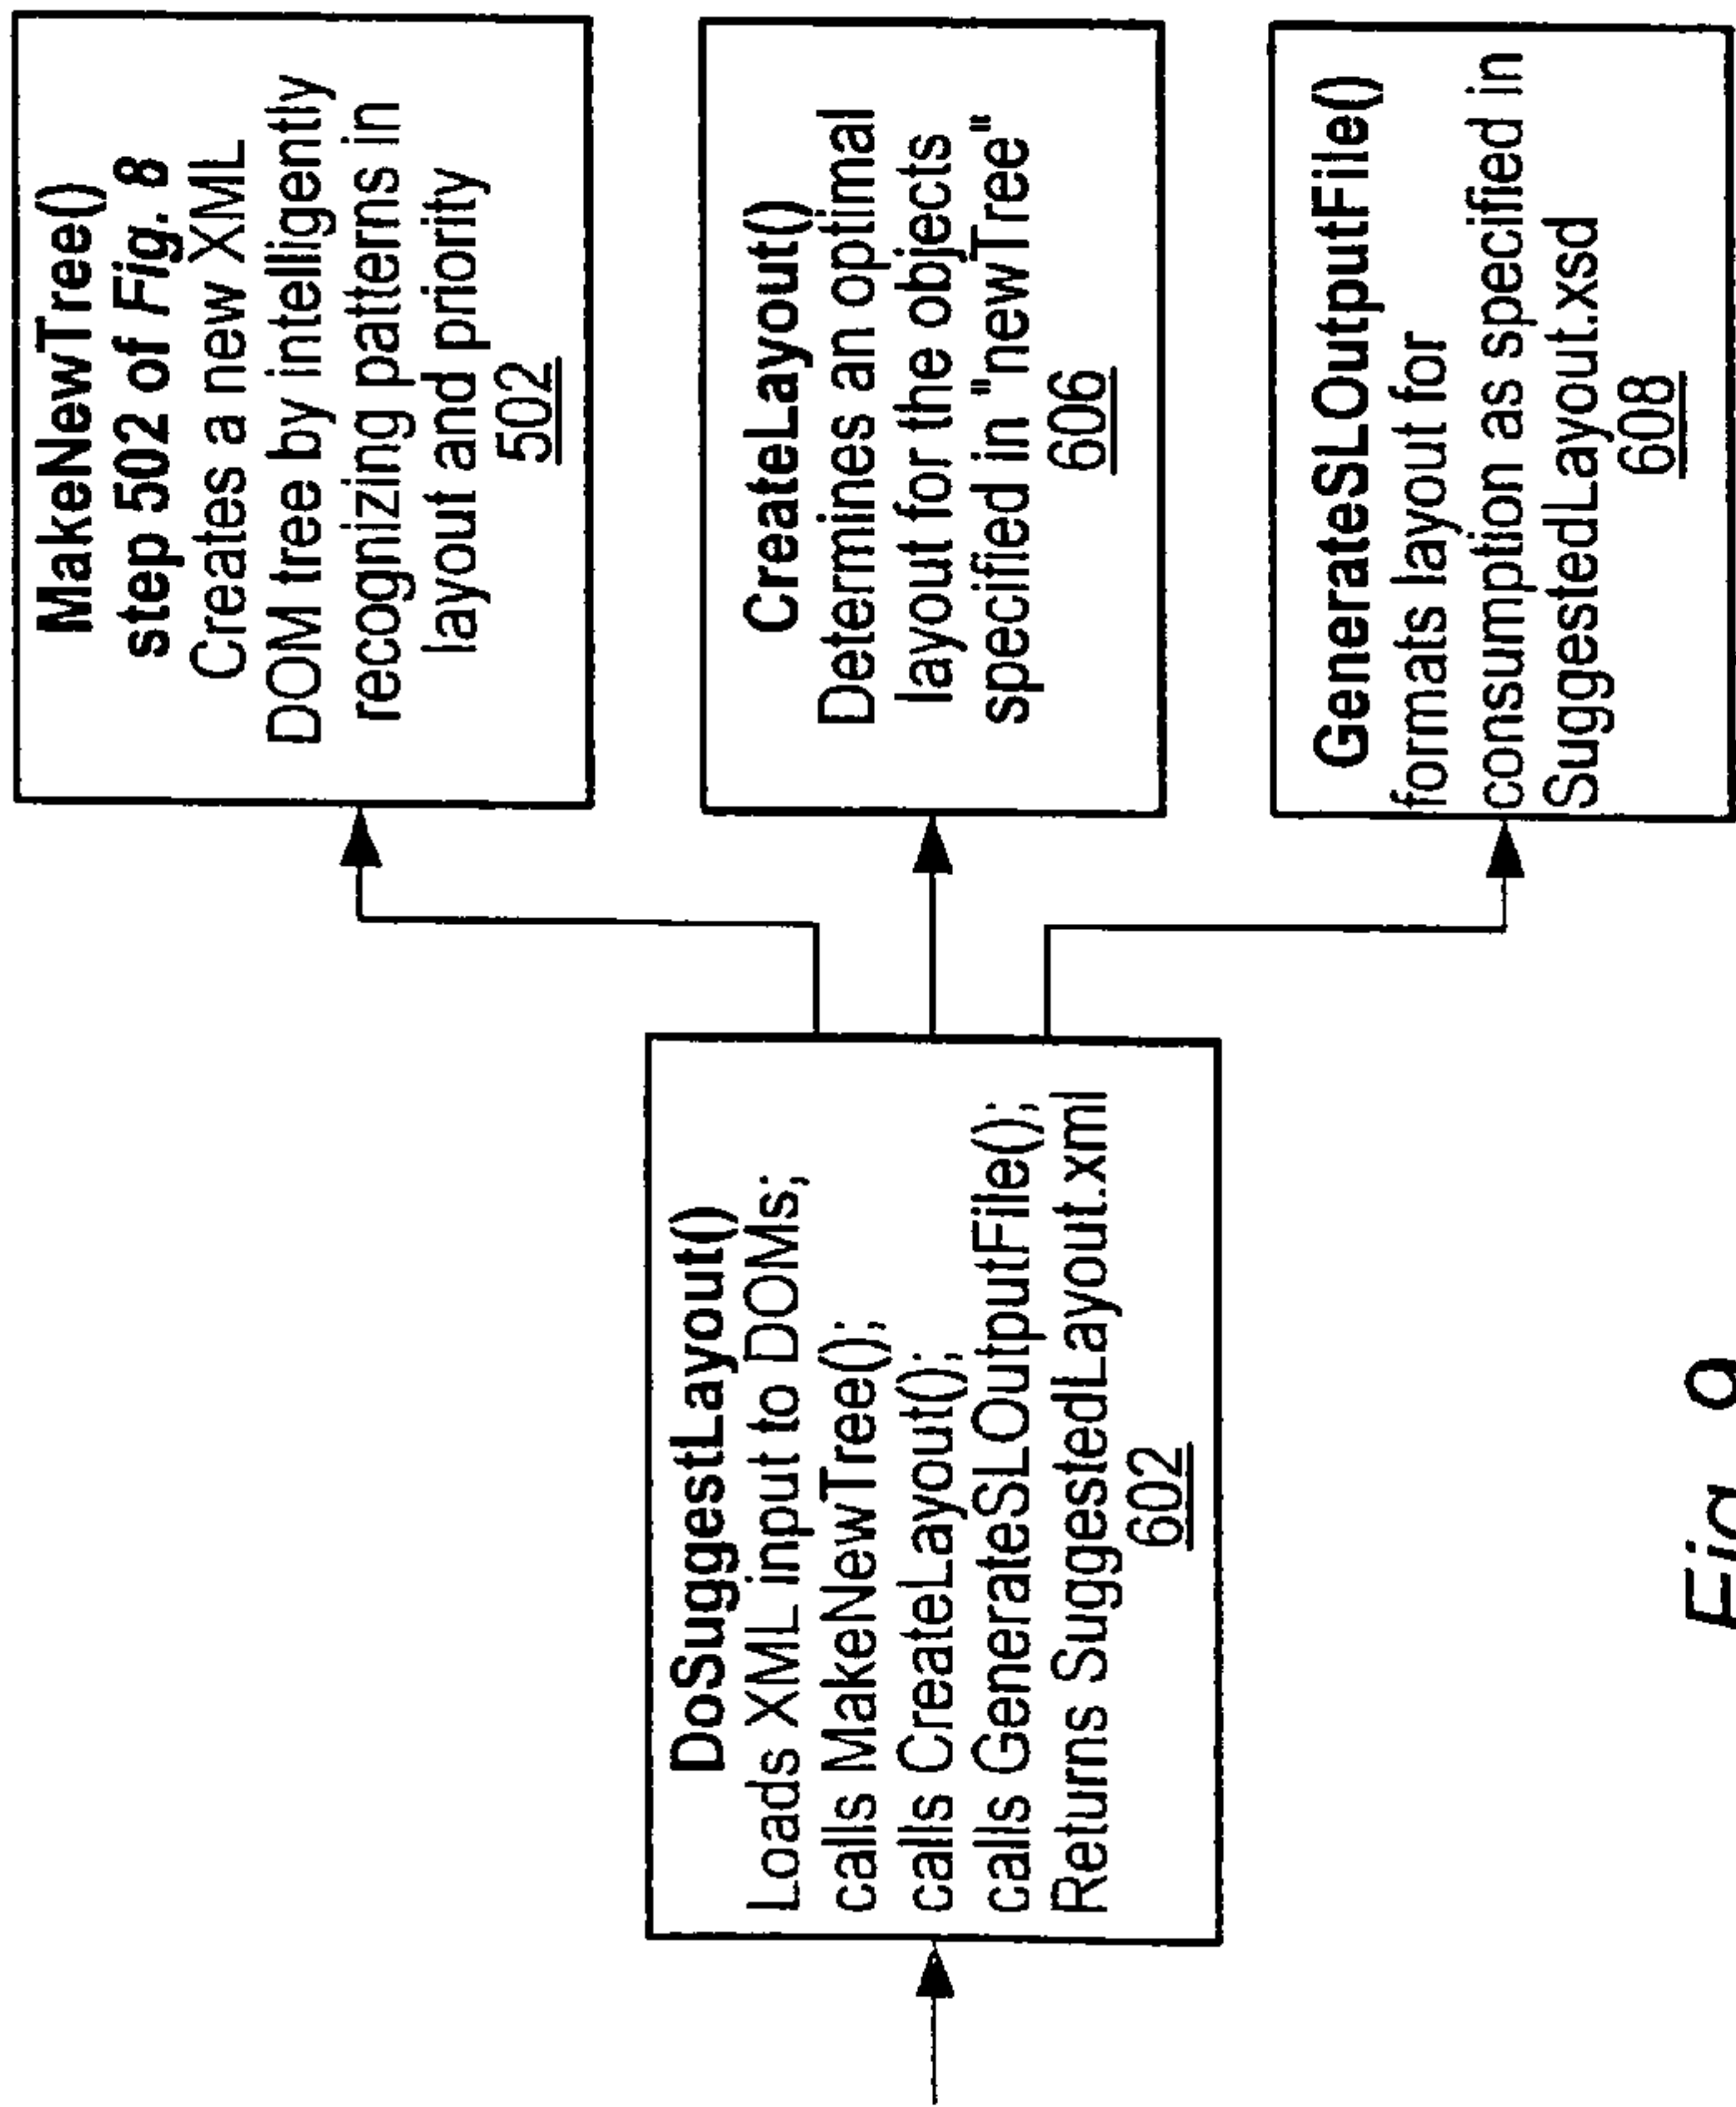 DoSuggestLayout()
Loads XML input to DOMs;
calls MakeNewTree();
calls CreateLayout();
calls GenerateSLOutputFile();
Returns SuggestedLayout.xml
602
MakeNewTree()
step 502 of Fig. 8
Creates a new XML
DOM tree by intelligently
recognizing patterns in
layout and priority
502
CreateLayout()
Determines an optimal
layout for the objects
specified in "newTree"
606
GenerateSLOutputFile()
formats layout for
consumption as specified in
SuggestedLayout.xsd
608